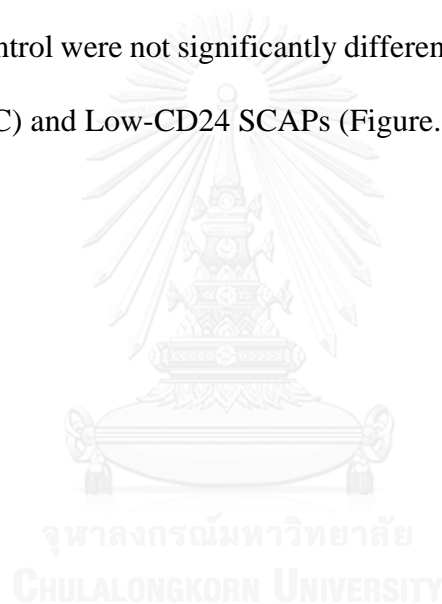 ntrol were not significantly differen
C) and Low-CD24 SCAPs (Figure.
จุฬาลงกรณ์มหาวิทยาลัย
CHULALONGKORN UNIVERSITY